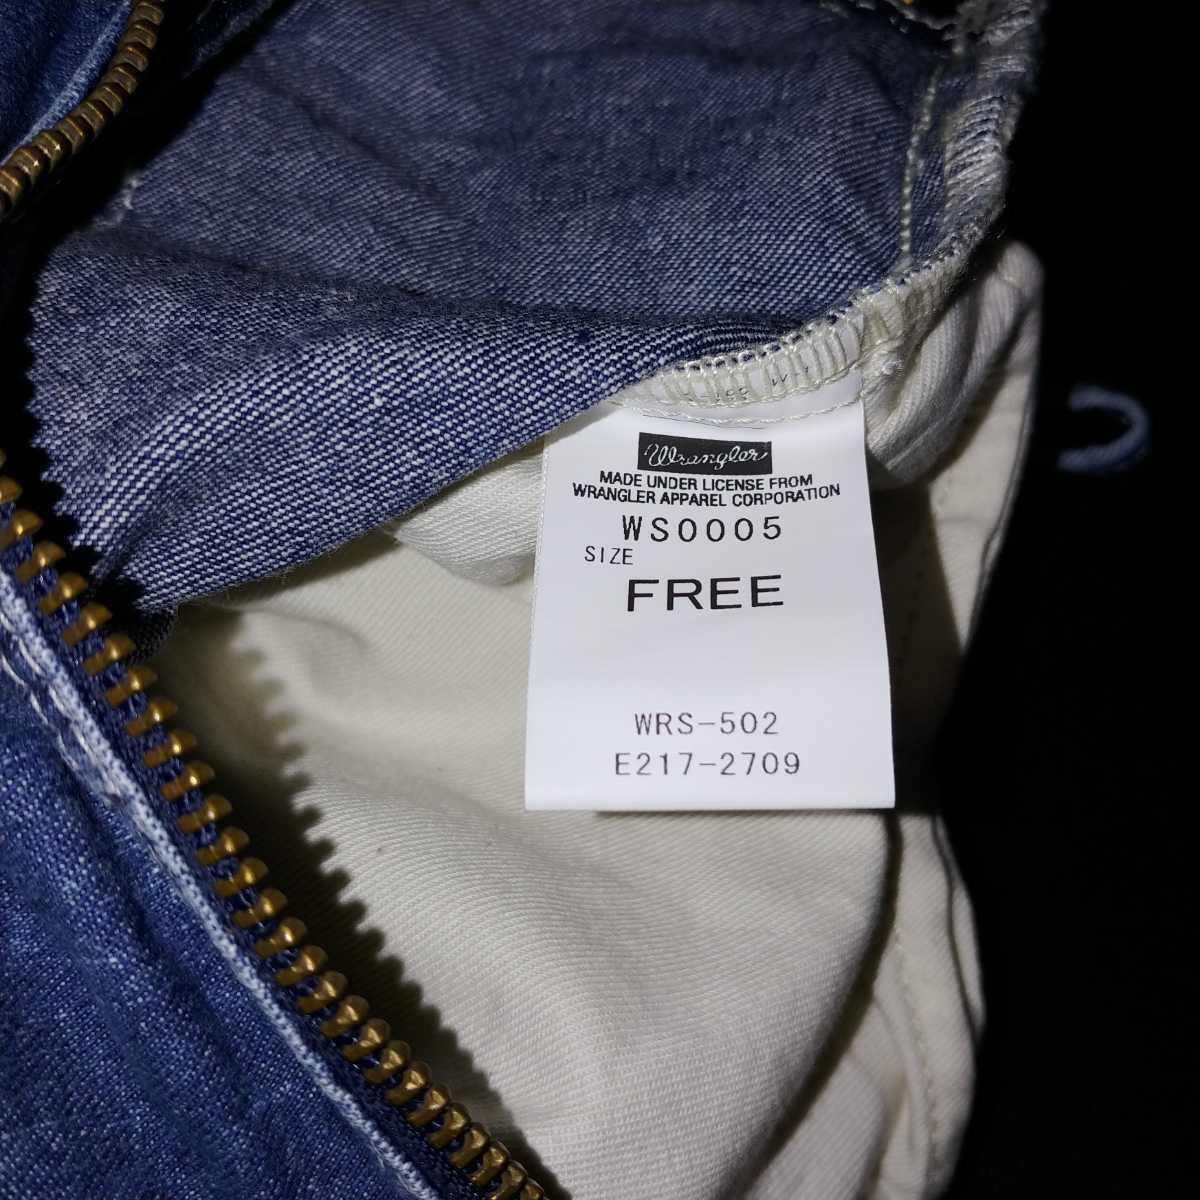 Wrangler
MADE UNDER LICENSE FROM
WRANGLER APPAREL CORPORATION
WS0005
SIZE
FREE
WRS-502
E217-2709